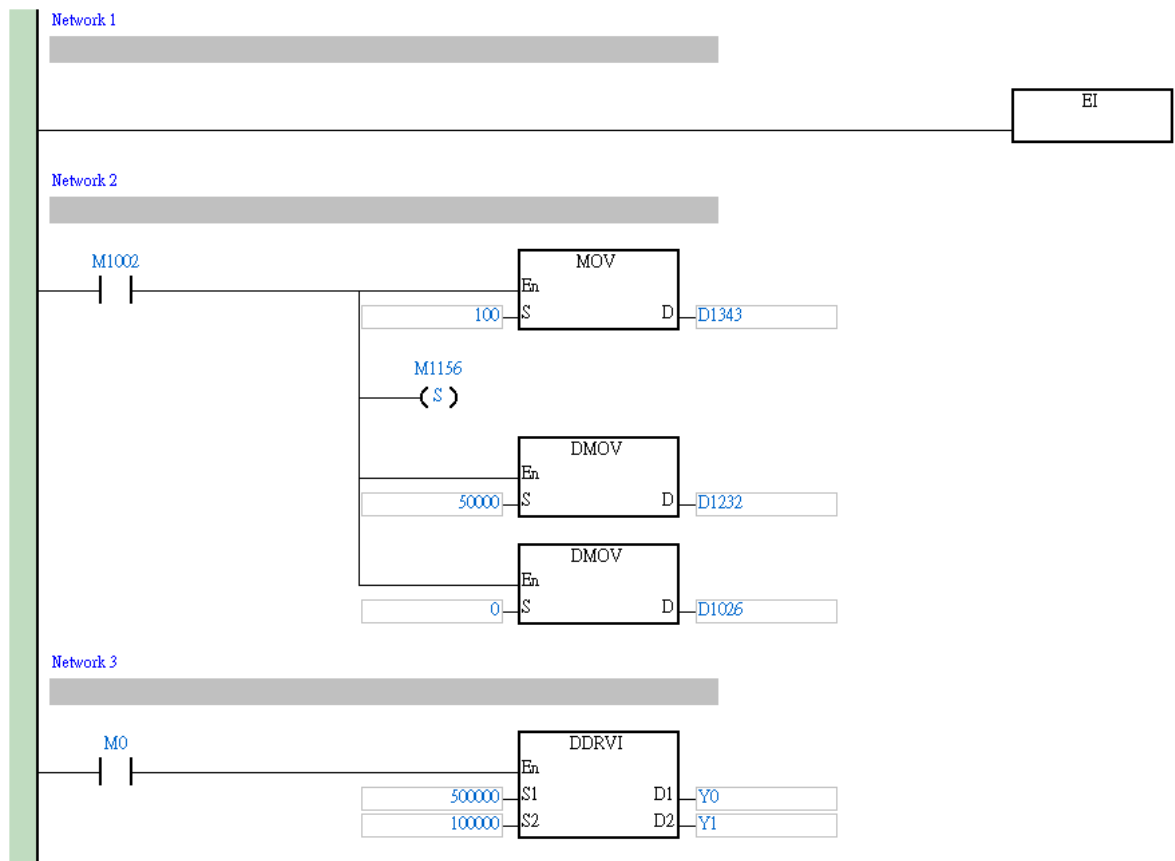 Network 1
EI
Network 2
M1002
MOV
En
100 S D D1343
M1156
S
DMOV
En
50000 S D D1232
DMOV
En
0 S D D1026
Network 3
M0
DDRVI
En
500000 S1 D1 Y0
100000 S2 D2 Y1